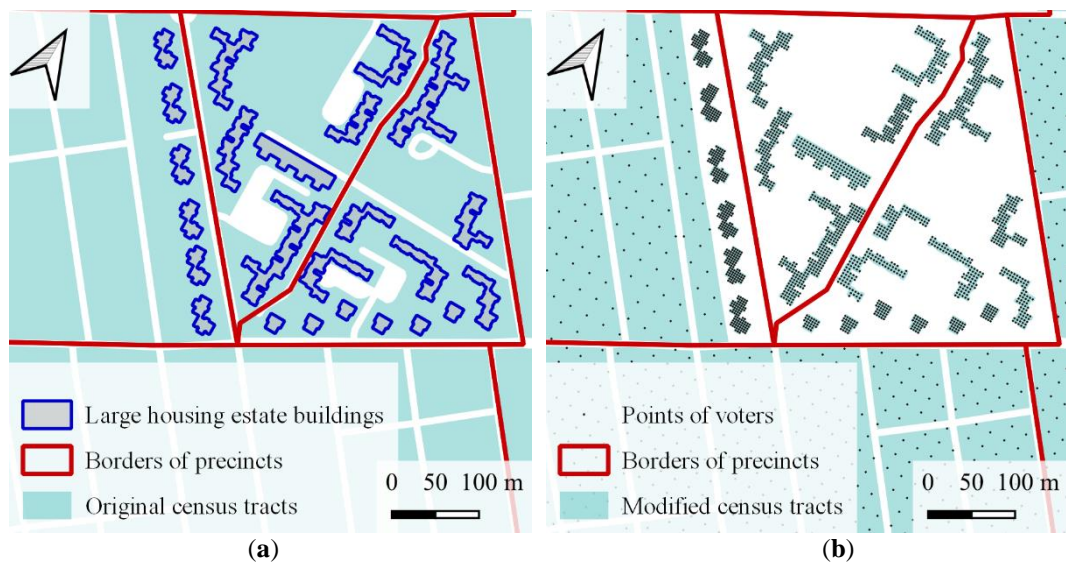 Large housing estate buildings
Borders of precincts
Original census tracts
0 50 100 m
(a)
Points of voters
Borders of precincts
Modified census tracts
0 50 100 m
(b)